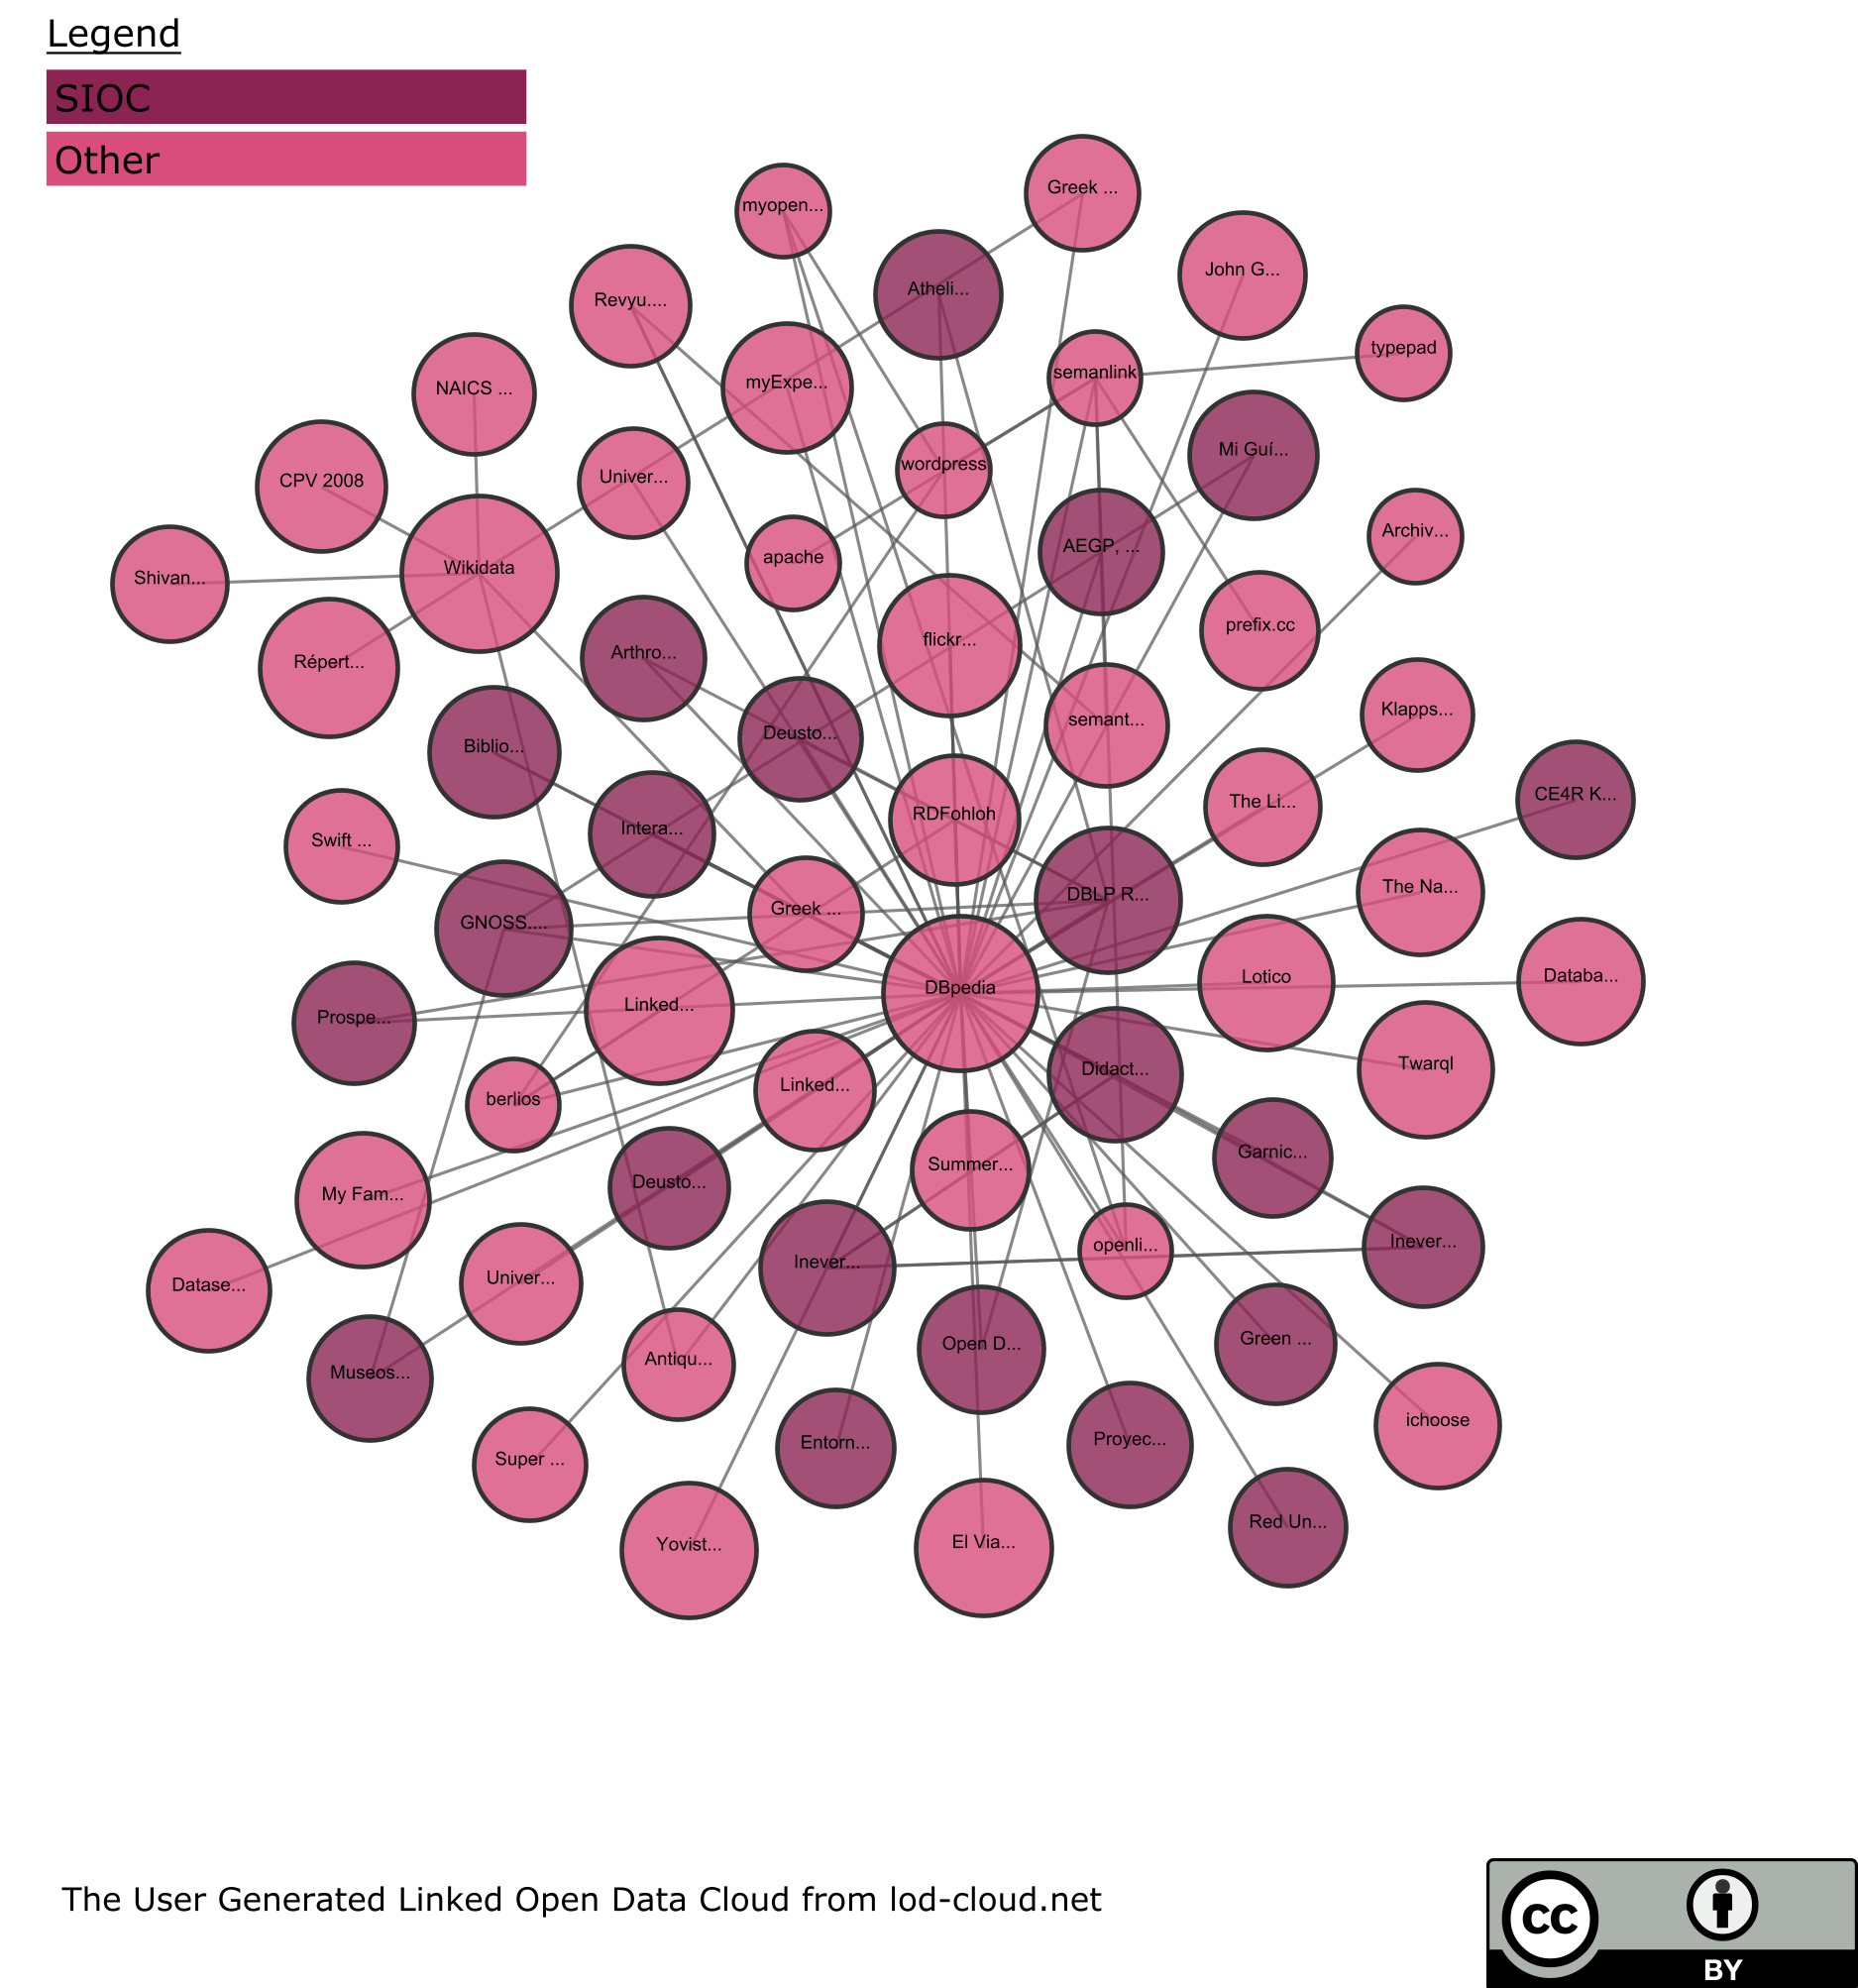 Legend
SIOC
Other
Greek ...
myopen...
John G...
Atheli...
Revyu....
typepad
semanlink
myExpe...
NAICS ...
Mi Guí...
wordpress
Univer...
CPV 2008
Archiv...
AEGP, ...
apache
Wikidata
Shivan...
prefix.cc
flickr...
Arthro...
Répert...
Klapps...
semant...
Deusto...
Biblio...
CE4R K...
The Li...
RDFohloh
Intera...
Swift ...
The Na...
DBLP R...
Greek ...
GNOSS....
Databa...
Lotico
DBpedia
Linked...
Prospe...
Twarql
Didact...
Linked...
berlios
Garnic...
Summer...
Deusto...
My Fam...
Inever...
openli...
Inever...
Univer...
Datase...
Green ...
Open D...
Antiqu...
Museos...
ichoose
Proyec...
Entorn...
Super ...
Red Un...
El Via...
Yovist...
The User Generated Linked Open Data Cloud from lod-cloud.net
cc
BY